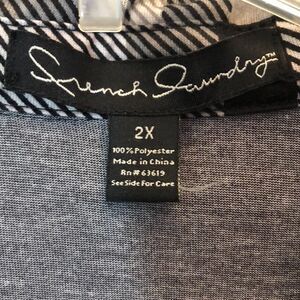 French Laundry™
2X
100% Polyester
Made in China
Rn# 63619
See Side For Care